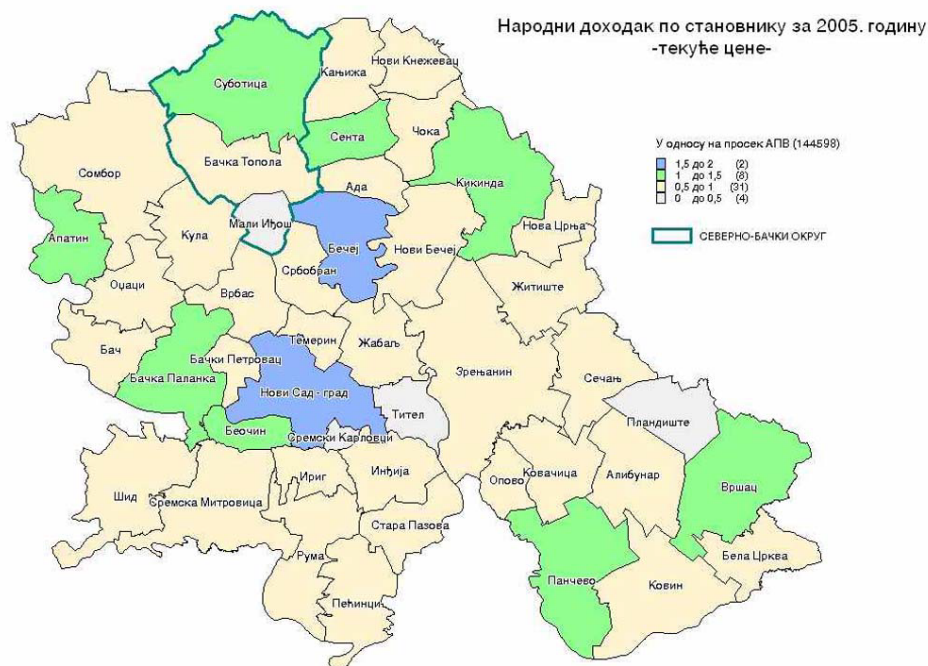 Народни доходак по становнику за 2005. годину
-текуће цене-
У односу на просек АПВ (144598)
1,5 до 2 (2)
1 до 1,5 (8)
0,5 до 1 (31)
0 до 0,5 (4)
СЕВЕРНО-БАЧКИ ОКРУГ
Суботица
Кањижа
Нови Кнежевац
Сента
Чока
Сомбор
Бачка Топола
Ада
Кикинда
Мали Иђош
Апатин
Кула
Бечеј
Нови Бечеј
Нова Црња
Србобран
Оџаци
Врбас
Житиште
Бач
Бачки Петровац
Темерин
Жабаљ
Бачка Паланка
Зрењанин
Сечањ
Нови Сад - град
Тител
Пландиште
Беочин
Сремски Карловци
Шид
Сремска Митровица
Ириг
Инђија
Опово
Ковачица
Алибунар
Вршац
Стара Пазова
Рума
Панчево
Ковин
Бела Црква
Пећинци